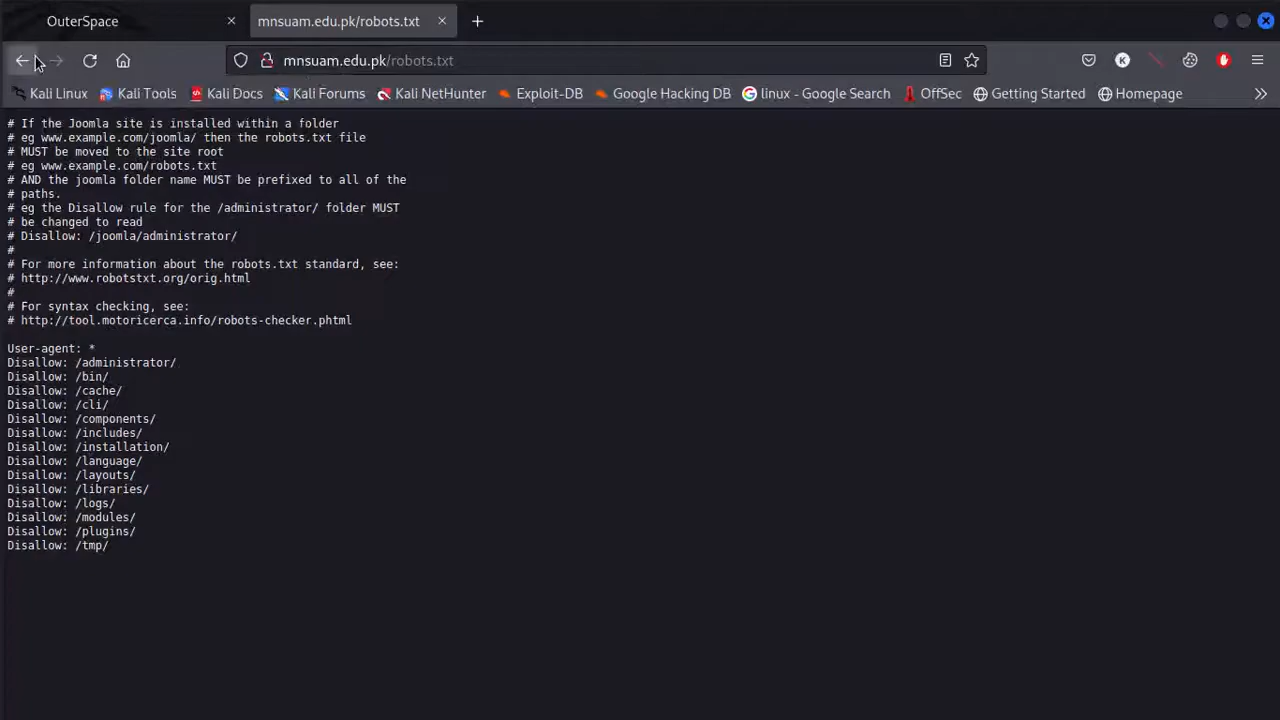 OuterSpace
mnsuam.edu.pk/robots.txt
mnsuam.edu.pk/robots.txt
Kali Linux Kali Tools Kali Docs Kali Forums Kali NetHunter Exploit-DB Google Hacking DB linux - Google Search OffSec Getting Started Homepage
# If the Joomla site is installed within a folder
# eg www.example.com/joomla/ then the robots.txt file
# MUST be moved to the site root
# eg www.example.com/robots.txt
# AND the joomla folder name MUST be prefixed to all of the
# paths.
# eg the Disallow rule for the /administrator/ folder MUST
# be changed to read
# Disallow: /joomla/administrator/
#
# For more information about the robots.txt standard, see:
# http://www.robotstxt.org/orig.html
#
# For syntax checking, see:
# http://tool.motoricerca.info/robots-checker.phtml
User-agent: *
Disallow: /administrator/
Disallow: /bin/
Disallow: /cache/
Disallow: /cli/
Disallow: /components/
Disallow: /includes/
Disallow: /installation/
Disallow: /language/
Disallow: /layouts/
Disallow: /libraries/
Disallow: /logs/
Disallow: /modules/
Disallow: /plugins/
Disallow: /tmp/